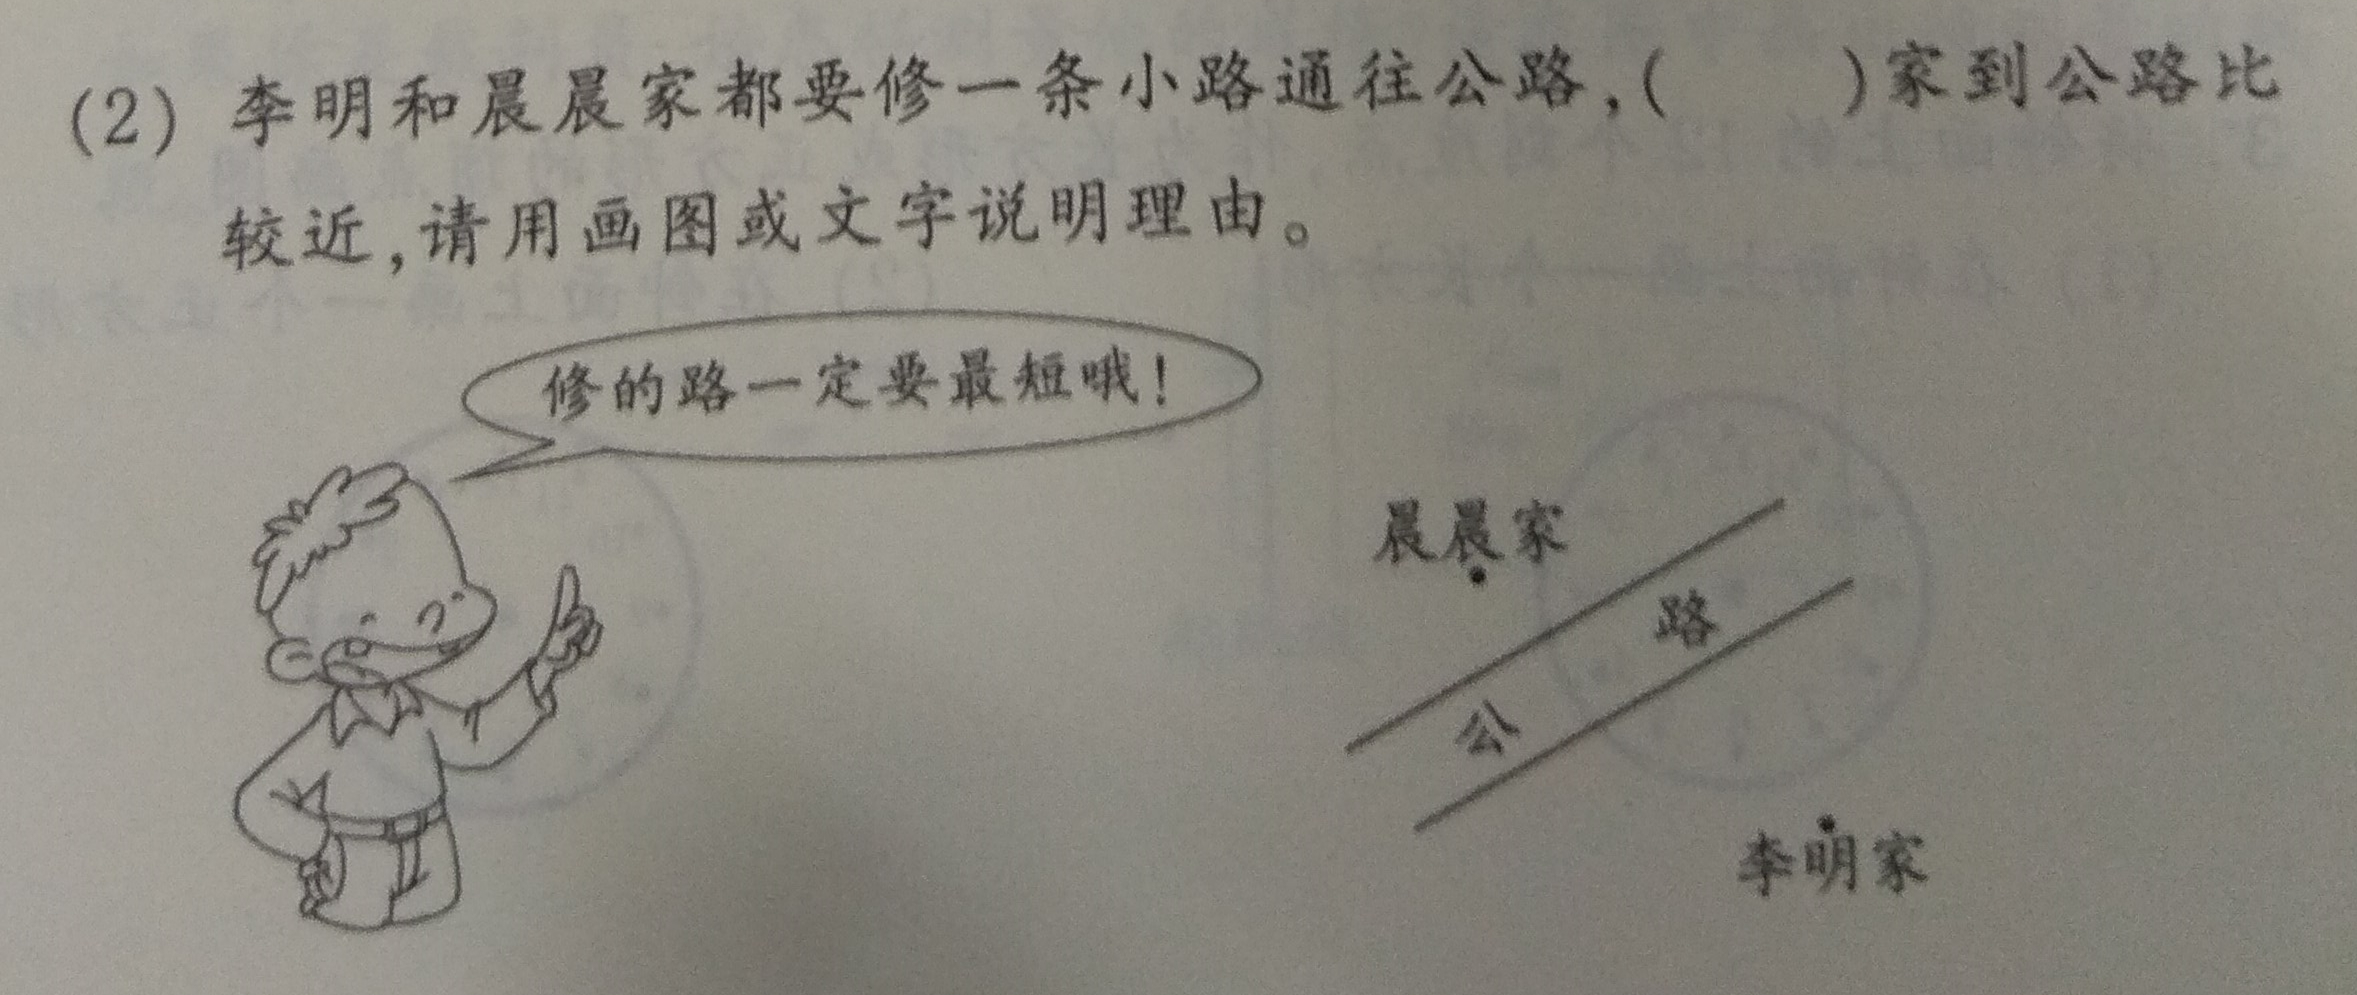 (2) 李明和晨晨家都要修一条小路通往公路,(　　)家到公路比
较近,请用画图或文字说明理由。
修的路一定要最短哦!
晨晨家
公路
李明家